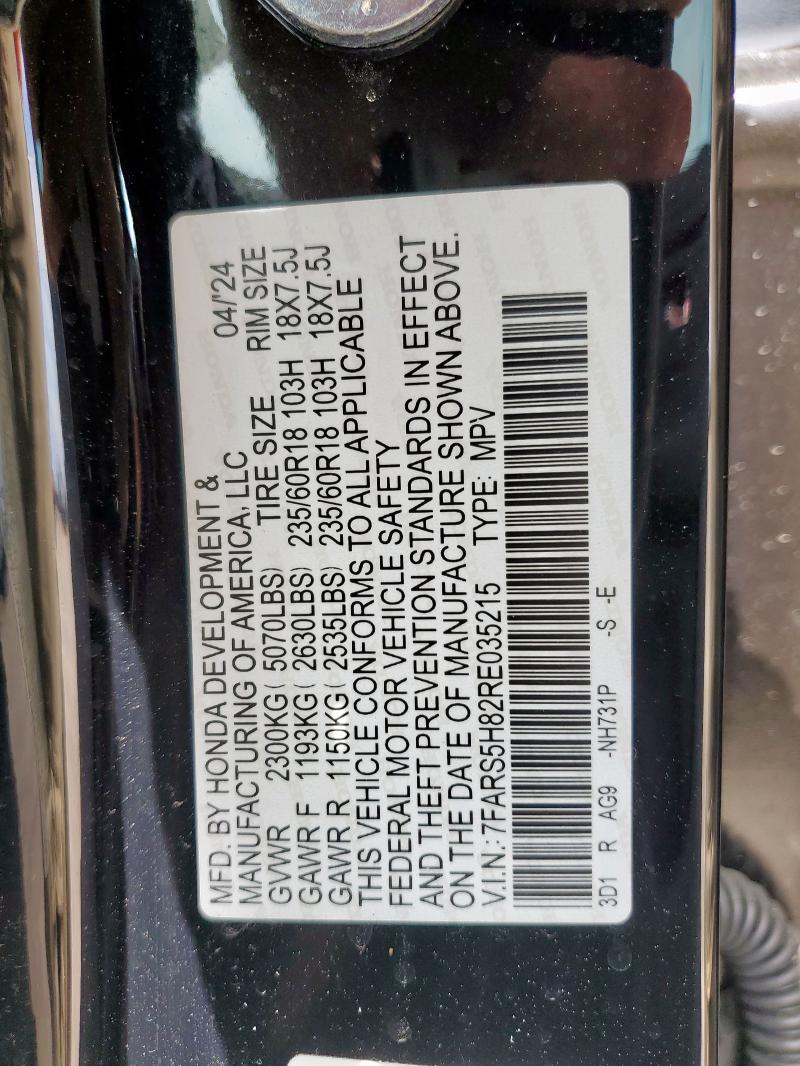 MFD. BY HONDA DEVELOPMENT &
MANUFACTURING OF AMERICA, LLC 04/'24
GVWR 2300KG ( 5070LBS) TIRE SIZE RIM SIZE
GAWR F 1193KG ( 2630LBS) 235/60R18 103H 18X7.5J
GAWR R 1150KG ( 2535LBS) 235/60R18 103H 18X7.5J
THIS VEHICLE CONFORMS TO ALL APPLICABLE
FEDERAL MOTOR VEHICLE SAFETY
AND THEFT PREVENTION STANDARDS IN EFFECT
ON THE DATE OF MANUFACTURE SHOWN ABOVE.
V.I.N.: 7FARS5H82RE035215 TYPE: MPV
3D1 R AG9 -NH731P -S -E